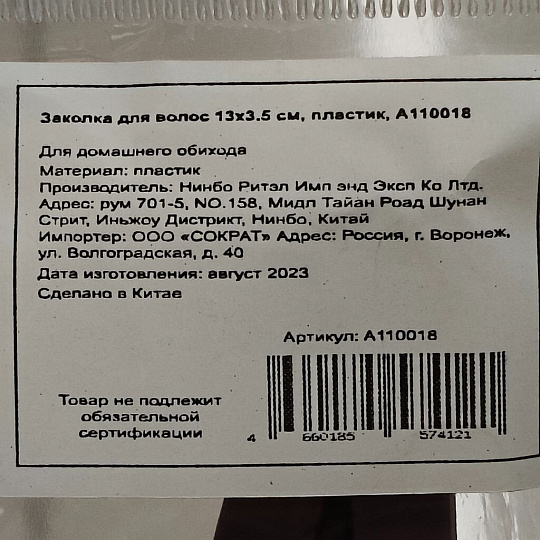 Заколка для волос 13x3.5 см, пластик, А110018
Для домашнего обихода
Материал: пластик
Производитель: Нинбо Ритэл Имп энд Эксп Ко Лтд.
Адрес: рум 701-5, NO.158, Мидл Тайан Роад Шунан
Стрит, Иньжоу Дистрикт, Нинбо, Китай
Импортер: ООО «СОКРАТ» Адрес: Россия, г. Воронеж,
ул. Волгоградская, д. 40
Дата изготовления: август 2023
Сделано в Китае
Артикул: А110018
Товар не подлежит
обязательной
сертификации
4 660185 574121